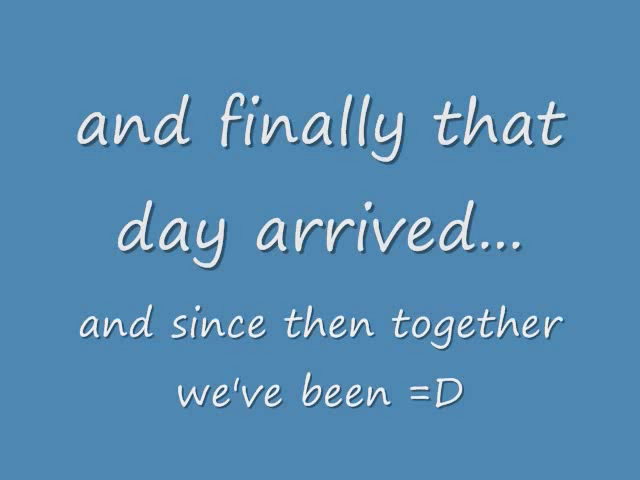 and finally that
day arrived...
and since then together
we've been =D